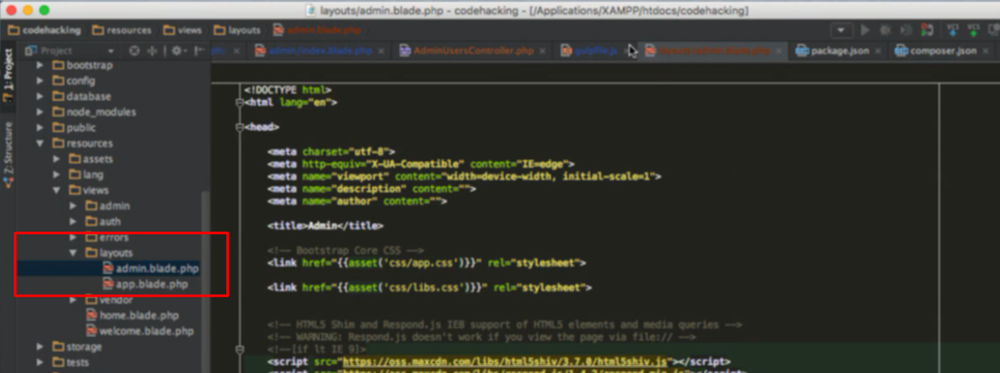 layouts/admin.blade.php - codehacking - [/Applications/XAMPP/htdocs/codehacking]
codehacking resources views layouts admin.blade.php
1: Project
Z: Structure
Project
admin/index.blade.php AdminUsersController.php gulpfile.js layouts/admin.blade.php package.json composer.json
VCS VCS
bootstrap
config
database
node_modules
public
resources
assets
lang
views
admin
auth
errors
layouts
admin.blade.php
app.blade.php
vendor
home.blade.php
welcome.blade.php
storage
tests
<!DOCTYPE html>
<html lang="en">
<head>
<meta charset="utf-8">
<meta http-equiv="X-UA-Compatible" content="IE=edge">
<meta name="viewport" content="width=device-width, initial-scale=1">
<meta name="description" content="">
<meta name="author" content="">
<title>Admin</title>
<!-- Bootstrap Core CSS -->
<link href="{{asset('css/app.css')}}" rel="stylesheet">
<link href="{{asset('css/libs.css')}}" rel="stylesheet">
<!-- HTML5 Shim and Respond.js IE8 support of HTML5 elements and media queries -->
<!-- WARNING: Respond.js doesn't work if you view the page via file:// -->
<!--[if lt IE 9]>
<script src="https://oss.maxcdn.com/libs/html5shiv/3.7.0/html5shiv.js"></script>